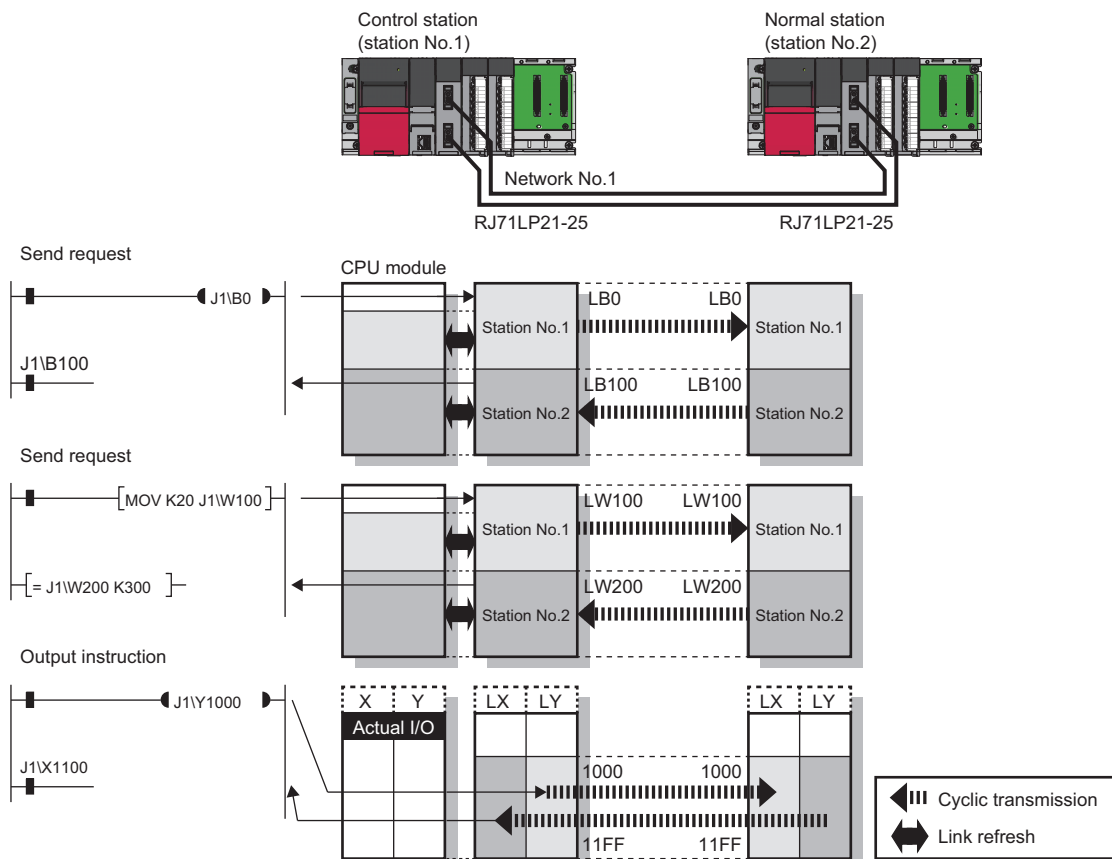 Control station
(station No.1)
Normal station
(station No.2)
Network No.1
RJ71LP21-25
RJ71LP21-25
Send request
CPU module
J1\B0
LB0
LB0
Station No.1
Station No.1
J1\B100
LB100
LB100
Station No.2
Station No.2
Send request
MOV K20 J1\W100
LW100
LW100
Station No.1
Station No.1
= J1\W200 K300
LW200
LW200
Station No.2
Station No.2
Output instruction
J1\Y1000
X
Y
LX
LY
LX
LY
Actual I/O
J1\X1100
1000
1000
11FF
11FF
Cyclic transmission
Link refresh